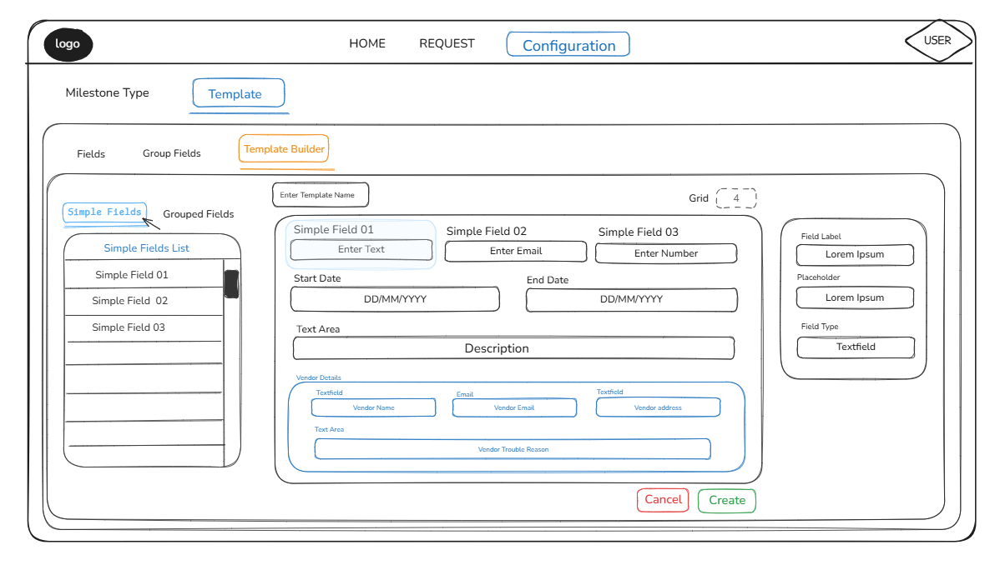 logo
HOME
REQUEST
Configuration
USER
Milestone Type
Template
Fields
Group Fields
Template Builder
Simple Fields
Grouped Fields
Simple Fields List
Simple Field 01
Simple Field 02
Simple Field 03
Enter Template Name
Grid
4
Simple Field 01
Simple Field 02
Simple Field 03
Enter Text
Enter Email
Enter Number
Start Date
End Date
DD/MM/YYYY
DD/MM/YYYY
Text Area
Description
Vendor Details
Textfield
Email
Textfield
Vendor Name
Vendor Email
Vendor address
Text Area
Vendor Trouble Reason
Cancel
Create
Field Label
Lorem Ipsum
Placeholder
Lorem Ipsum
Field Type
Textfield